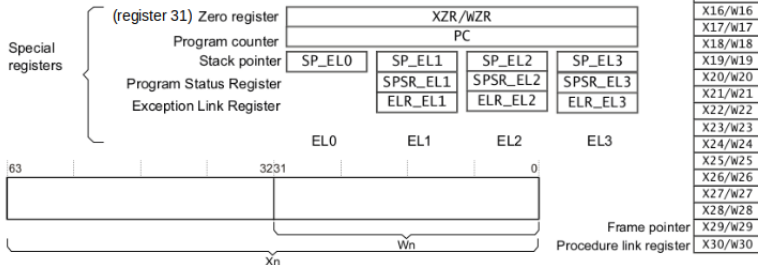 (register 31) Zero register XZR/WZR
Program counter PC
Special registers
Stack pointer SP_EL0 SP_EL1 SP_EL2 SP_EL3
Program Status Register SPSR_EL1 SPSR_EL2 SPSR_EL3
Exception Link Register ELR_EL1 ELR_EL2 ELR_EL3
EL0 EL1 EL2 EL3
63 3231 0
Wn
Xn
X16/W16
X17/W17
X18/W18
X19/W19
X20/W20
X21/W21
X22/W22
X23/W23
X24/W24
X25/W25
X26/W26
X27/W27
X28/W28
Frame pointer X29/W29
Procedure link register X30/W30